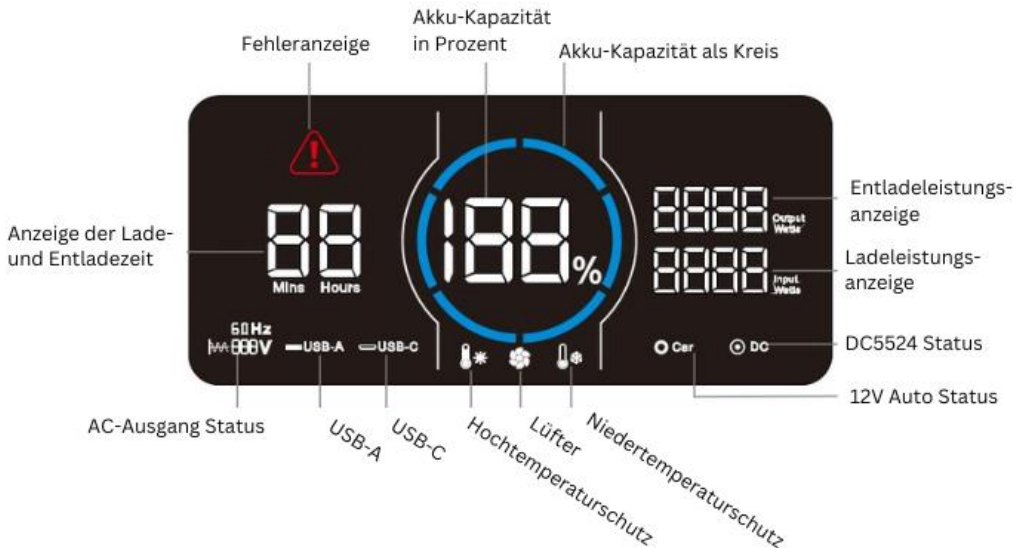 Akku-Kapazität
in Prozent
Fehleranzeige
Akku-Kapazität als Kreis
Entladeleistungs-
anzeige
188
88
8888
Output
Watts
Anzeige der Lade-
und Entladezeit
%
Mins Hours
8888
Input
Watts
Ladeleistungs-
anzeige
60Hz
888V
USB-A
USB-C
Car
DC
DC5524 Status
12V Auto Status
AC-Ausgang Status
USB-A
USB-C
Hochtemperaturschutz
Lüfter
Niedertemperaturschutz